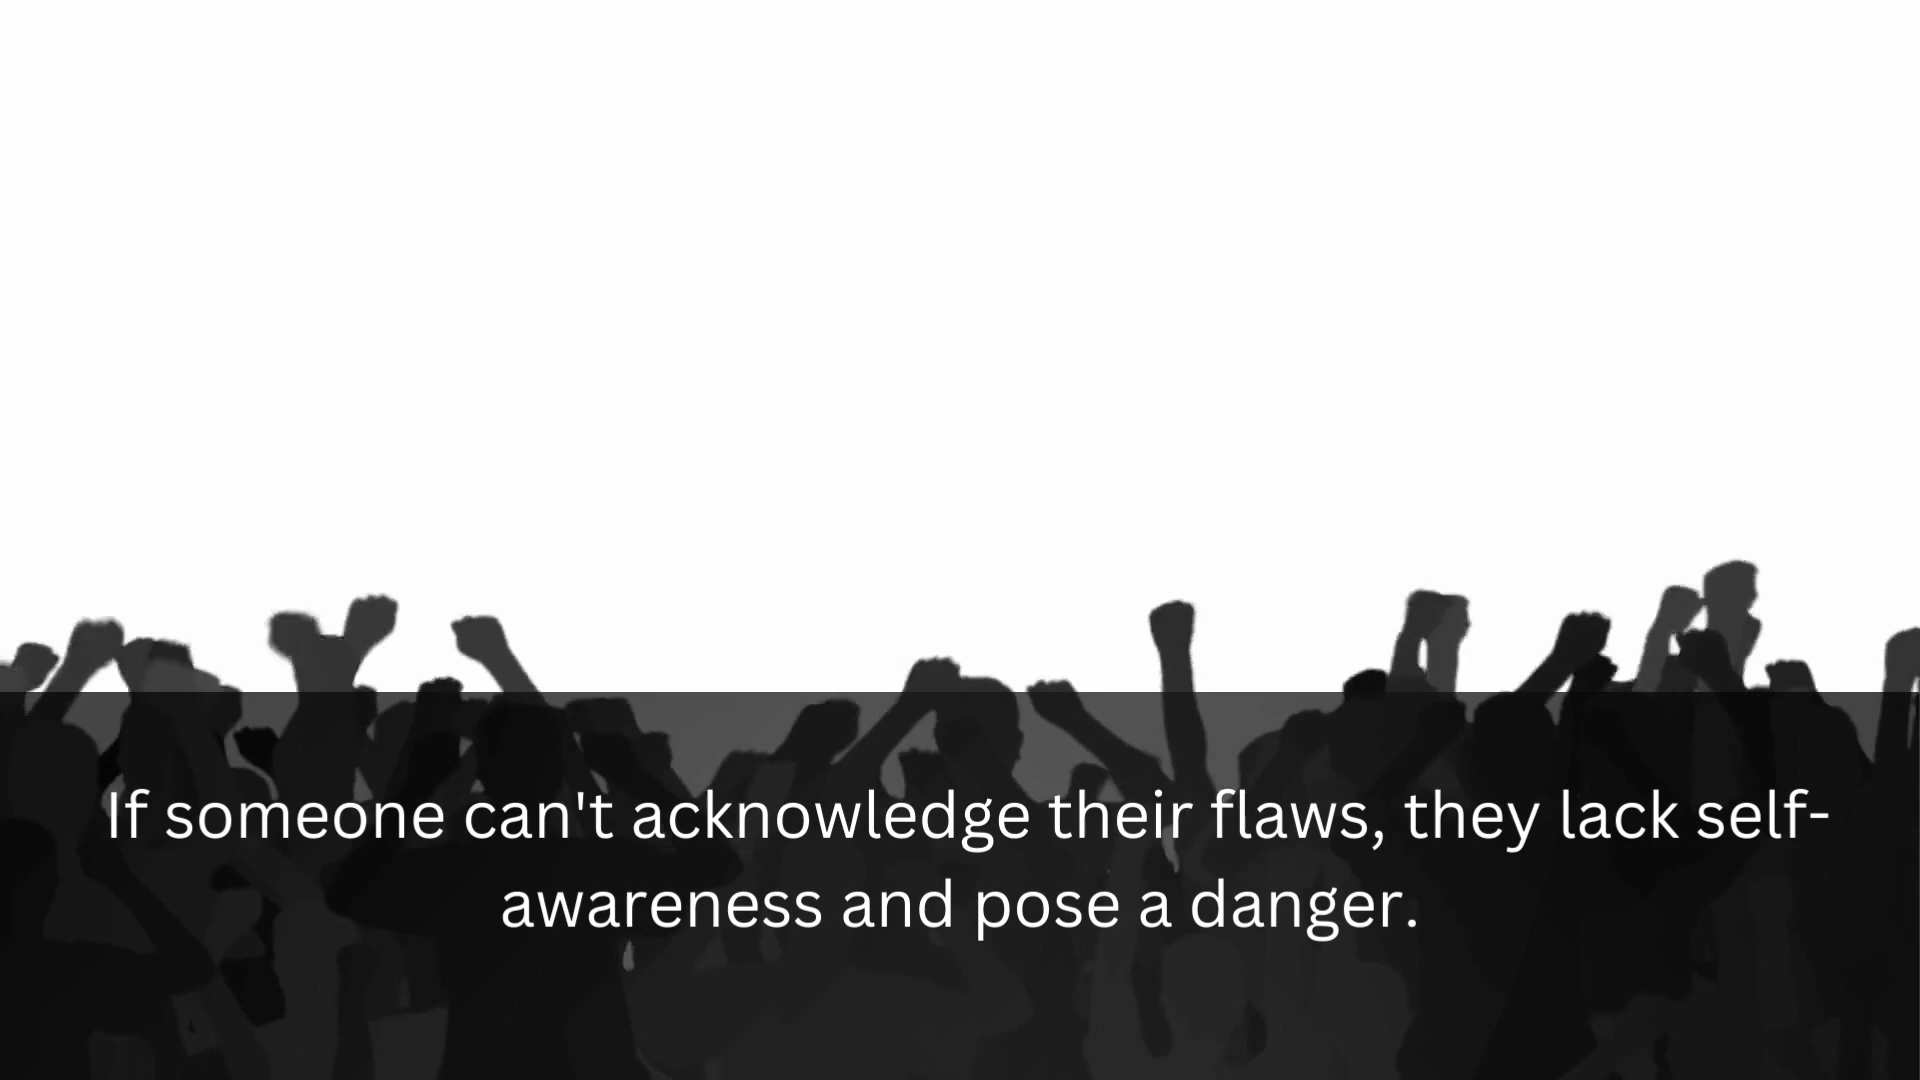 If someone can't acknowledge their flaws, they lack self-
awareness and pose a danger.